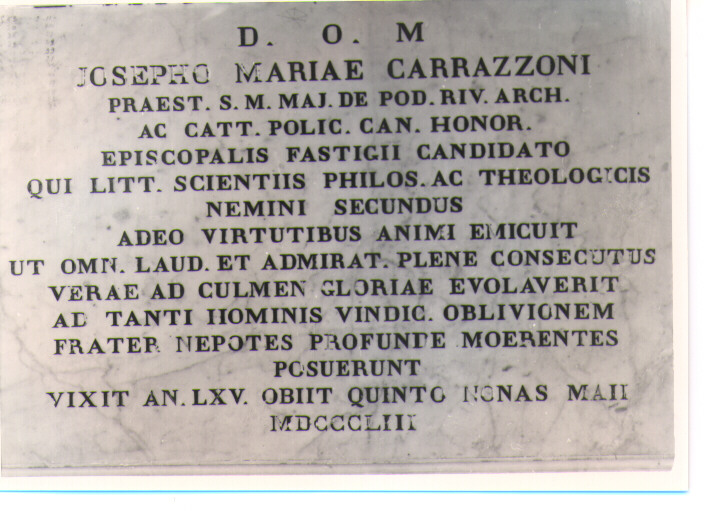 D. O. M
JOSEPHO MARIAE CARRAZZONI
PRAEST. S. M. MAJ. DE POD. RIV. ARCH.
AC CATT. POLIC. CAN. HONOR.
EPISCOPALIS FASTIGII CANDIDATO
QUI LITT. SCIENTIIS PHILOS. AC THEOLOGICIS
NEMINI SECUNDUS
ADEO VIRTUTIBUS ANIMI EMICUIT
UT OMN. LAUD. ET ADMIRAT. PLENE CONSECUTUS
VERAE AD CULMEN GLORIAE EVOLAVERIT
AD TANTI HOMINIS VINDIC. OBLIVIONEM
FRATER NEPOTES PROFUNDE MOERENTES
POSUERUNT
VIXIT AN. LXV. OBIIT QUINTO NONAS MAII
MDCCCLIII